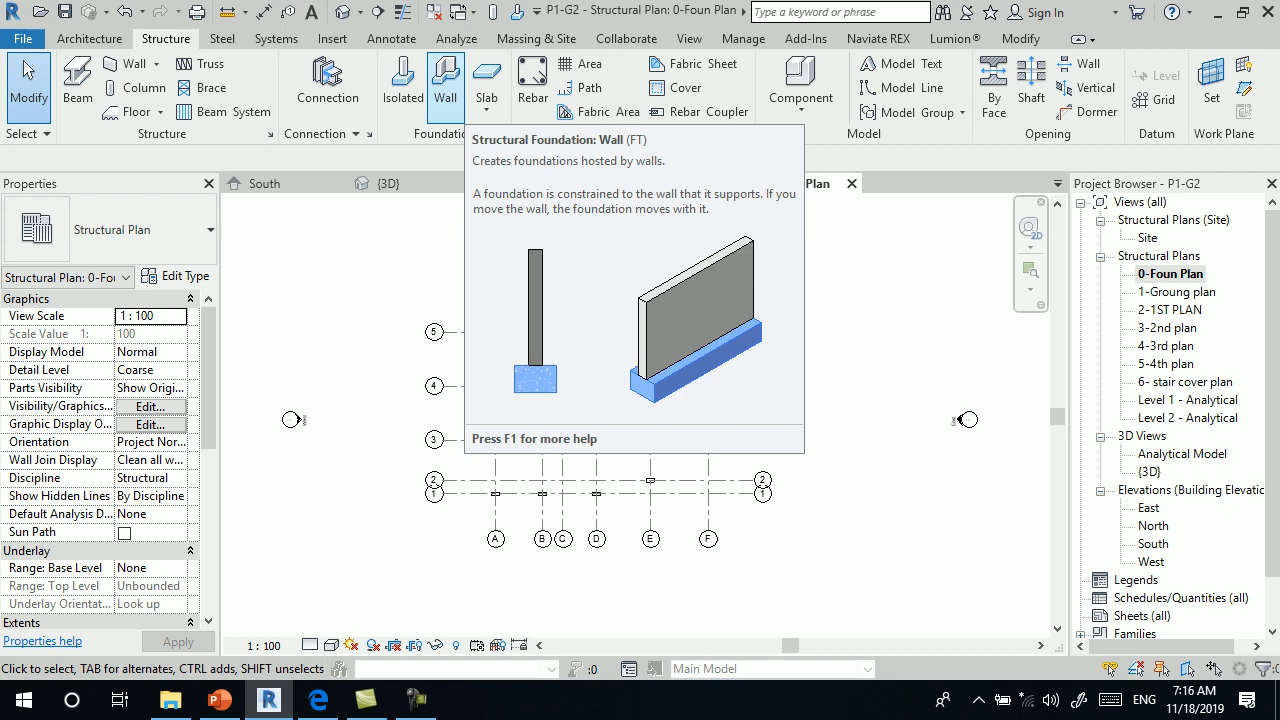 P1-G2 - Structural Plan: 0-Foun Plan
Type a keyword or phrase
Sign In
File Architecture Structure Steel Systems Insert Annotate Analyze Massing & Site Collaborate View Manage Add-Ins Naviate REX Lumion® Modify
Modify
Beam
Wall
Column
Floor
Truss
Brace
Beam System
Connection
Isolated
Wall
Slab
Rebar
Area
Path
Fabric Area
Fabric Sheet
Cover
Rebar Coupler
Component
Model Text
Model Line
Model Group
By Face
Shaft
Wall
Vertical
Dormer
Level
Grid
Set
Select Structure Connection Foundatio Model Opening Datum Work Plane
Structural Foundation: Wall (FT)
Creates foundations hosted by walls.
A foundation is constrained to the wall that it supports. If you
move the wall, the foundation moves with it.
Press F1 for more help
South
{3D}
Plan
Properties
Structural Plan
Structural Plan: 0-Foi
Edit Type
Graphics
View Scale 1 : 100
Scale Value 1: 100
Display Model Normal
Detail Level Coarse
Parts Visibility Show Origi...
Visibility/Graphics... Edit...
Graphic Display O... Edit...
Orientation Project Nor...
Wall Join Display Clean all w...
Discipline Structural
Show Hidden Lines By Discipline
Default Analysis D... None
Sun Path
Underlay
Range: Base Level None
Range: Top Level Unbounded
Underlay Orientat... Look up
Extents
Properties help
Apply
5
4
3
2 2
1 1
A B C D E F
2D
Project Browser - P1-G2
Views (all)
Structural Plans (Site)
Site
Structural Plans
0-Foun Plan
1-Groung plan
2-1ST PLAN
3-2nd plan
4-3rd plan
5-4th plan
6- stair cover plan
Level 1 - Analytical
Level 2 - Analytical
3D Views
Analytical Model
{3D}
Elevations (Building Elevatic
East
North
South
West
Legends
Schedules/Quantities (all)
Sheets (all)
Families
1 : 100
Click to select, TAB for alternates, CTRL adds, SHIFT unselects
:0
Main Model
:0
ENG
7:16 AM
11/18/2019